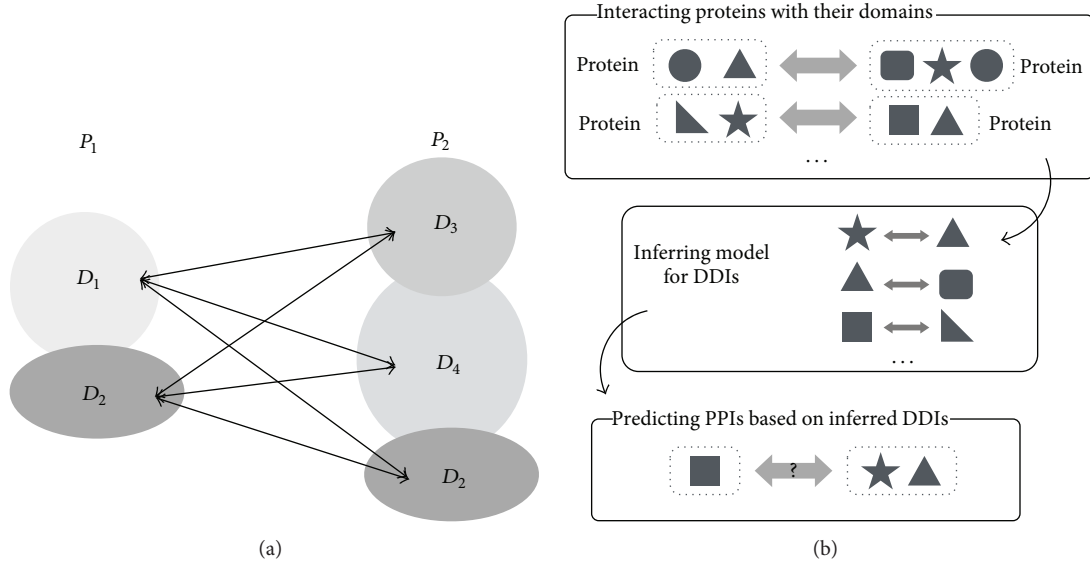 P1
P2
D1
D2
D3
D4
D2
(a)
Interacting proteins with their domains
Protein
Protein
Protein
Protein
...
Inferring model
for DDIs
...
Predicting PPIs based on inferred DDIs
?
(b)